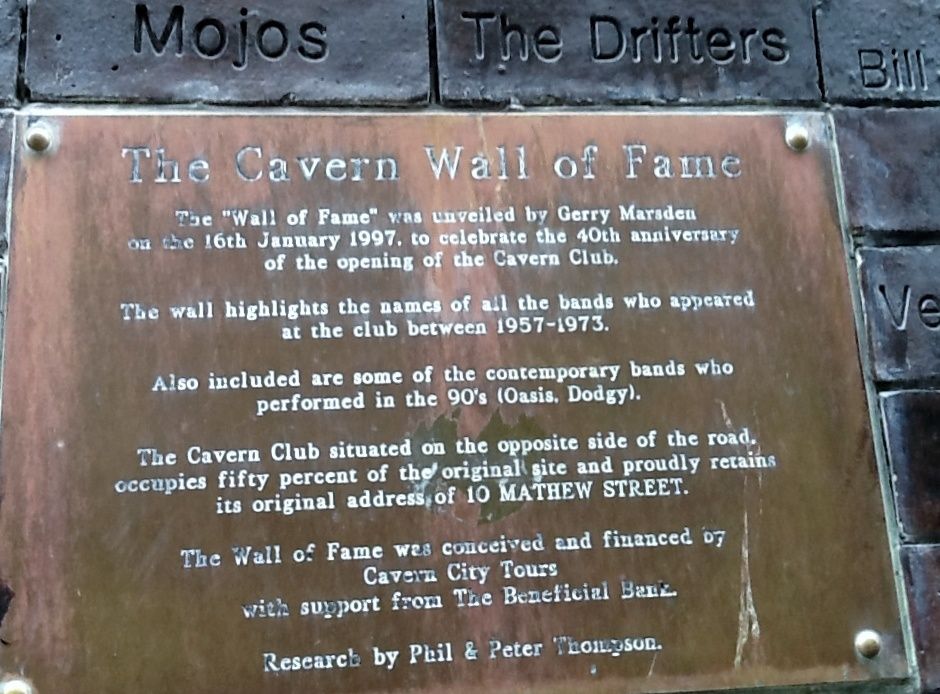 Mojos The Drifters Bill
The Cavern Wall of Fame
The "Wall of Fame" was unveiled by Gerry Marsden
on the 16th January 1997. to celebrate the 40th anniversary
of the opening of the Cavern Club.
The wall highlights the names of all the bands who appeared
at the club between 1957-1973.
Also included are some of the contemporary bands who
performed in the 90's (Oasis. Dodgy).
The Cavern Club situated on the opposite side of the road.
occupies fifty percent of the original site and proudly retains
its original address of 10 MATHEW STREET.
The Wall of Fame was conceived and financed by
Cavern City Tours
with support from The Beneficial Bank.
Research by Phil & Peter Thompson.
Ve